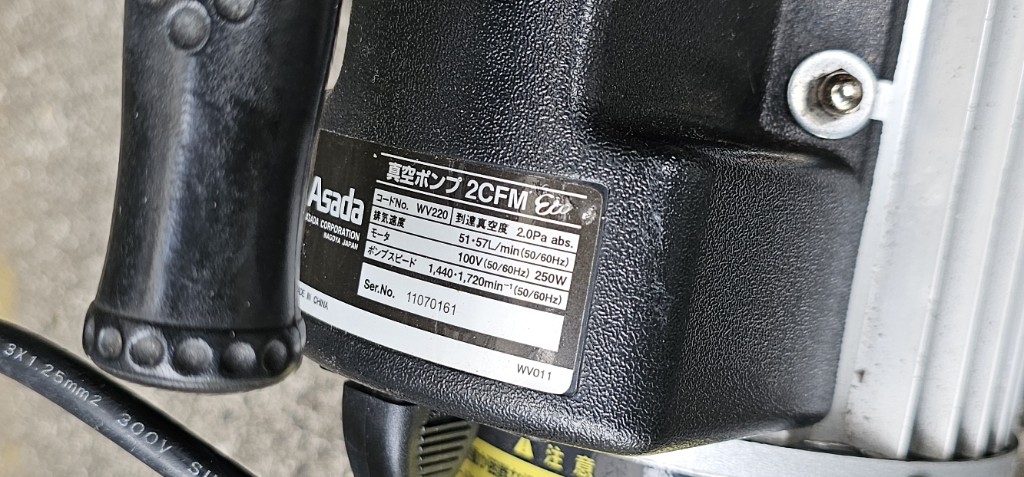 真空ポンプ 2CFM Eco
Asada
ASADA CORPORATION
NAGOYA JAPAN
コードNo. WV220 到達真空度 2.0Pa abs.
排気速度 51・57L/min(50/60Hz)
モータ 100V(50/60Hz) 250W
ポンプスピード 1,440・1,720min⁻¹(50/60Hz)
Ser.No. 11070161
MADE IN CHINA
WV011
3X1.25mm2 300V
注意